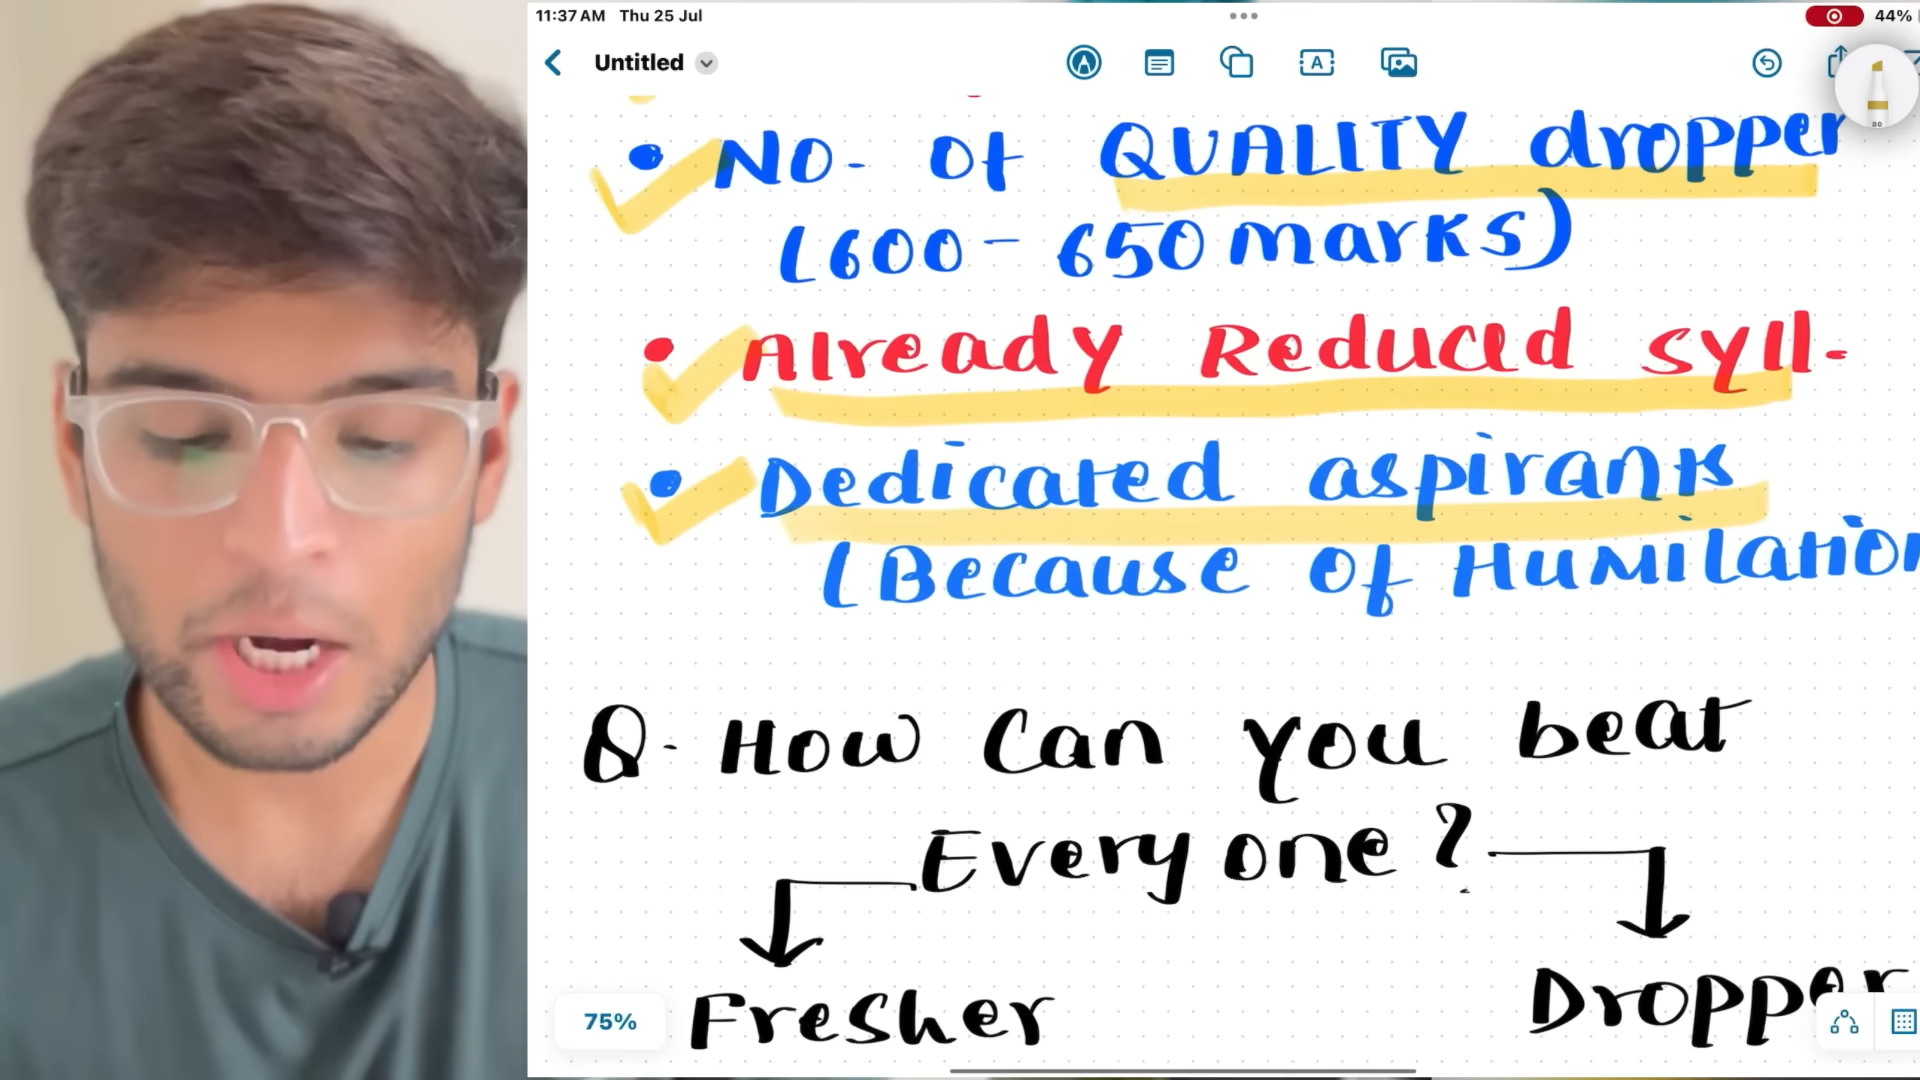 11:37 AM Thu 25 Jul
44%
Untitled
A
80
• No- of QUALITY dropper
(600 - 650 marks)
• Already Reduced syll.
• Dedicated aspirants
(Because of Humilation
Q- How Can you beat
Everyone?
Fresher Dropper
75%